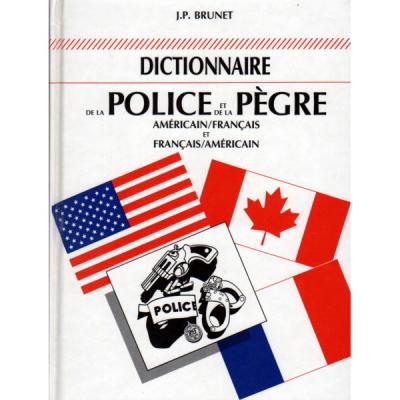 J.P. BRUNET
DICTIONNAIRE
DE LA POLICE ET DE LA PÈGRE
AMÉRICAIN/FRANÇAIS
ET
FRANÇAIS/AMÉRICAIN
POLICE